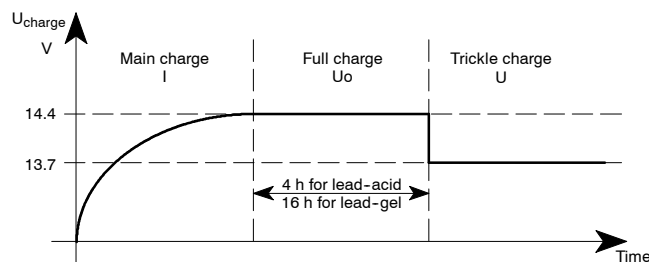 Ucharge
V
Main charge
I
Full charge
Uo
Trickle charge
U
14.4
13.7
4 h for lead-acid
16 h for lead-gel
Time